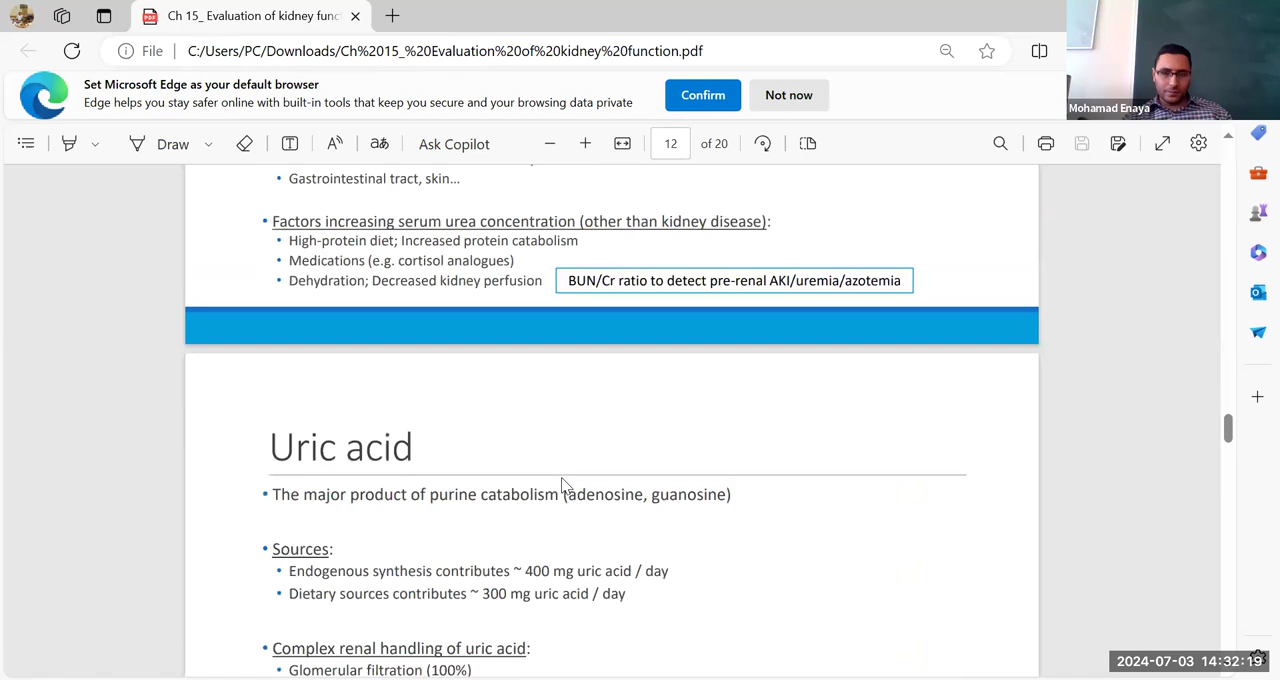 Ch 15_ Evaluation of kidney func
File
C:/Users/PC/Downloads/Ch%2015_%20Evaluation%20of%20kidney%20function.pdf
Set Microsoft Edge as your default browser
Edge helps you stay safer online with built-in tools that keep you secure and your browsing data private
Confirm
Not now
Mohamad Enaya
Draw
Ask Copilot
12 of 20
• Gastrointestinal tract, skin...
• Factors increasing serum urea concentration (other than kidney disease):
• High-protein diet; Increased protein catabolism
• Medications (e.g. cortisol analogues)
• Dehydration; Decreased kidney perfusion
BUN/Cr ratio to detect pre-renal AKI/uremia/azotemia
Uric acid
• The major product of purine catabolism (adenosine, guanosine)
• Sources:
• Endogenous synthesis contributes ~ 400 mg uric acid / day
• Dietary sources contributes ~ 300 mg uric acid / day
• Complex renal handling of uric acid:
• Glomerular filtration (100%)
2024-07-03 14:32:19